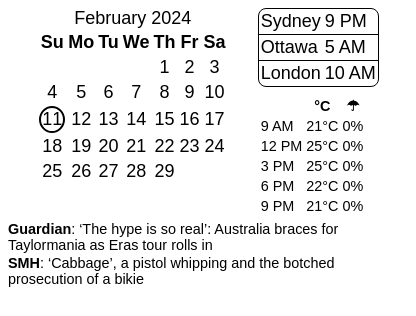 February 2024
Su Mo Tu We Th Fr Sa
1 2 3
4 5 6 7 8 9 10
11 12 13 14 15 16 17
18 19 20 21 22 23 24
25 26 27 28 29
Sydney 9 PM
Ottawa 5 AM
London 10 AM
°C ☂
9 AM 21°C 0%
12 PM 25°C 0%
3 PM 25°C 0%
6 PM 22°C 0%
9 PM 21°C 0%
Guardian: ‘The hype is so real’: Australia braces for
Taylormania as Eras tour rolls in
SMH: ‘Cabbage’, a pistol whipping and the botched
prosecution of a bikie